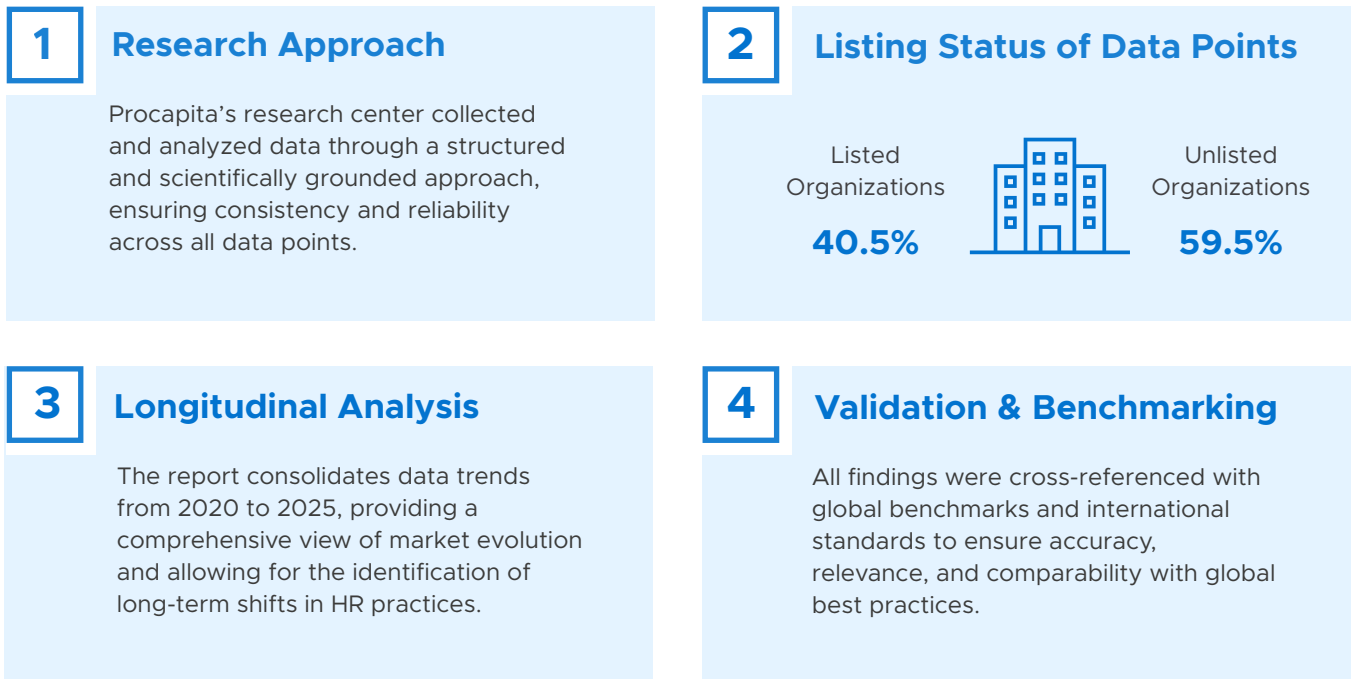 1
Research Approach
Procapita’s research center collected
and analyzed data through a structured
and scientifically grounded approach,
ensuring consistency and reliability
across all data points.
2
Listing Status of Data Points
Listed
Organizations
40.5%
Unlisted
Organizations
59.5%
3
Longitudinal Analysis
The report consolidates data trends
from 2020 to 2025, providing a
comprehensive view of market evolution
and allowing for the identification of
long-term shifts in HR practices.
4
Validation & Benchmarking
All findings were cross-referenced with
global benchmarks and international
standards to ensure accuracy,
relevance, and comparability with global
best practices.